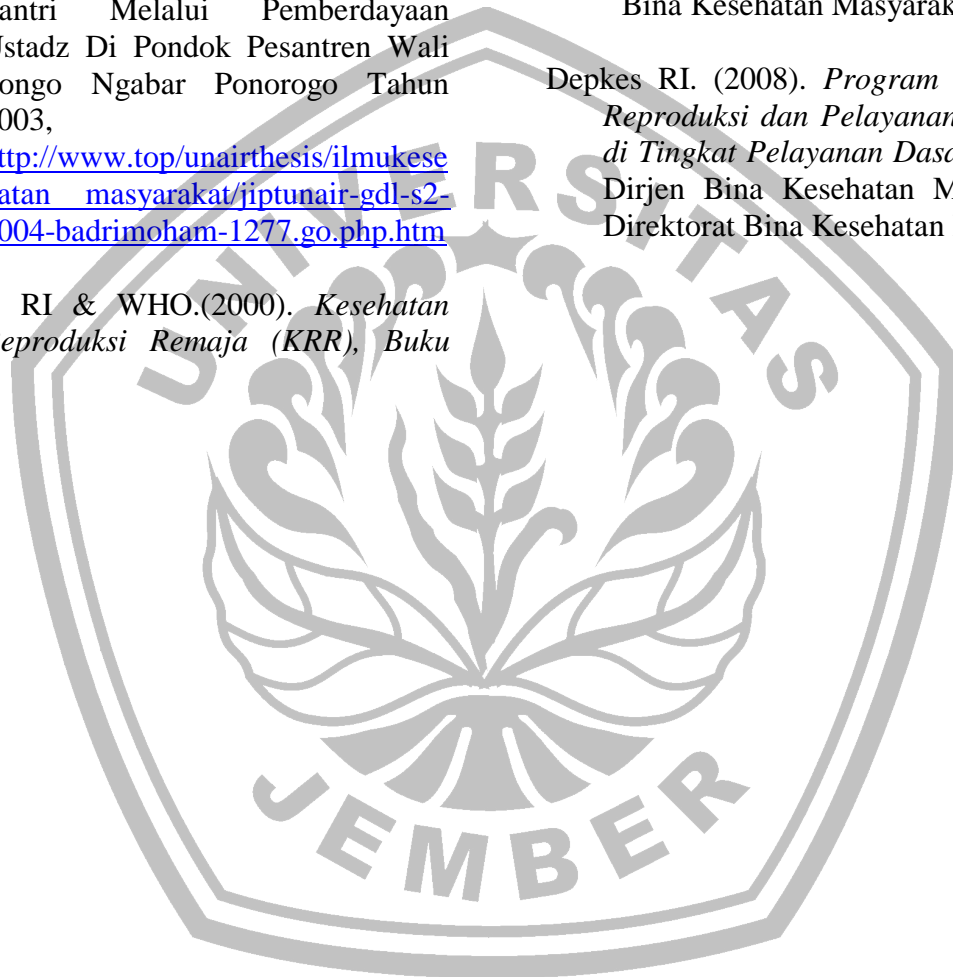 antri Melalui Pemberdayaan
Ustadz Di Pondok Pesantren Wali
ongo Ngabar Ponorogo Tahun
003,
ttp://www.top/unairthesis/ilmukese
atan masyarakat/jiptunair-gdl-s2-
004-badrimoham-1277.go.php.htm
RI & WHO.(2000). Kesehatan
eproduksi Remaja (KRR), Buku
Bina Kesehatan Masyarak
Depkes RI. (2008). Program
Reproduksi dan Pelayanan
di Tingkat Pelayanan Dasa
Dirjen Bina Kesehatan M
Direktorat Bina Kesehatan
UNIVERSITAS
JEMBER